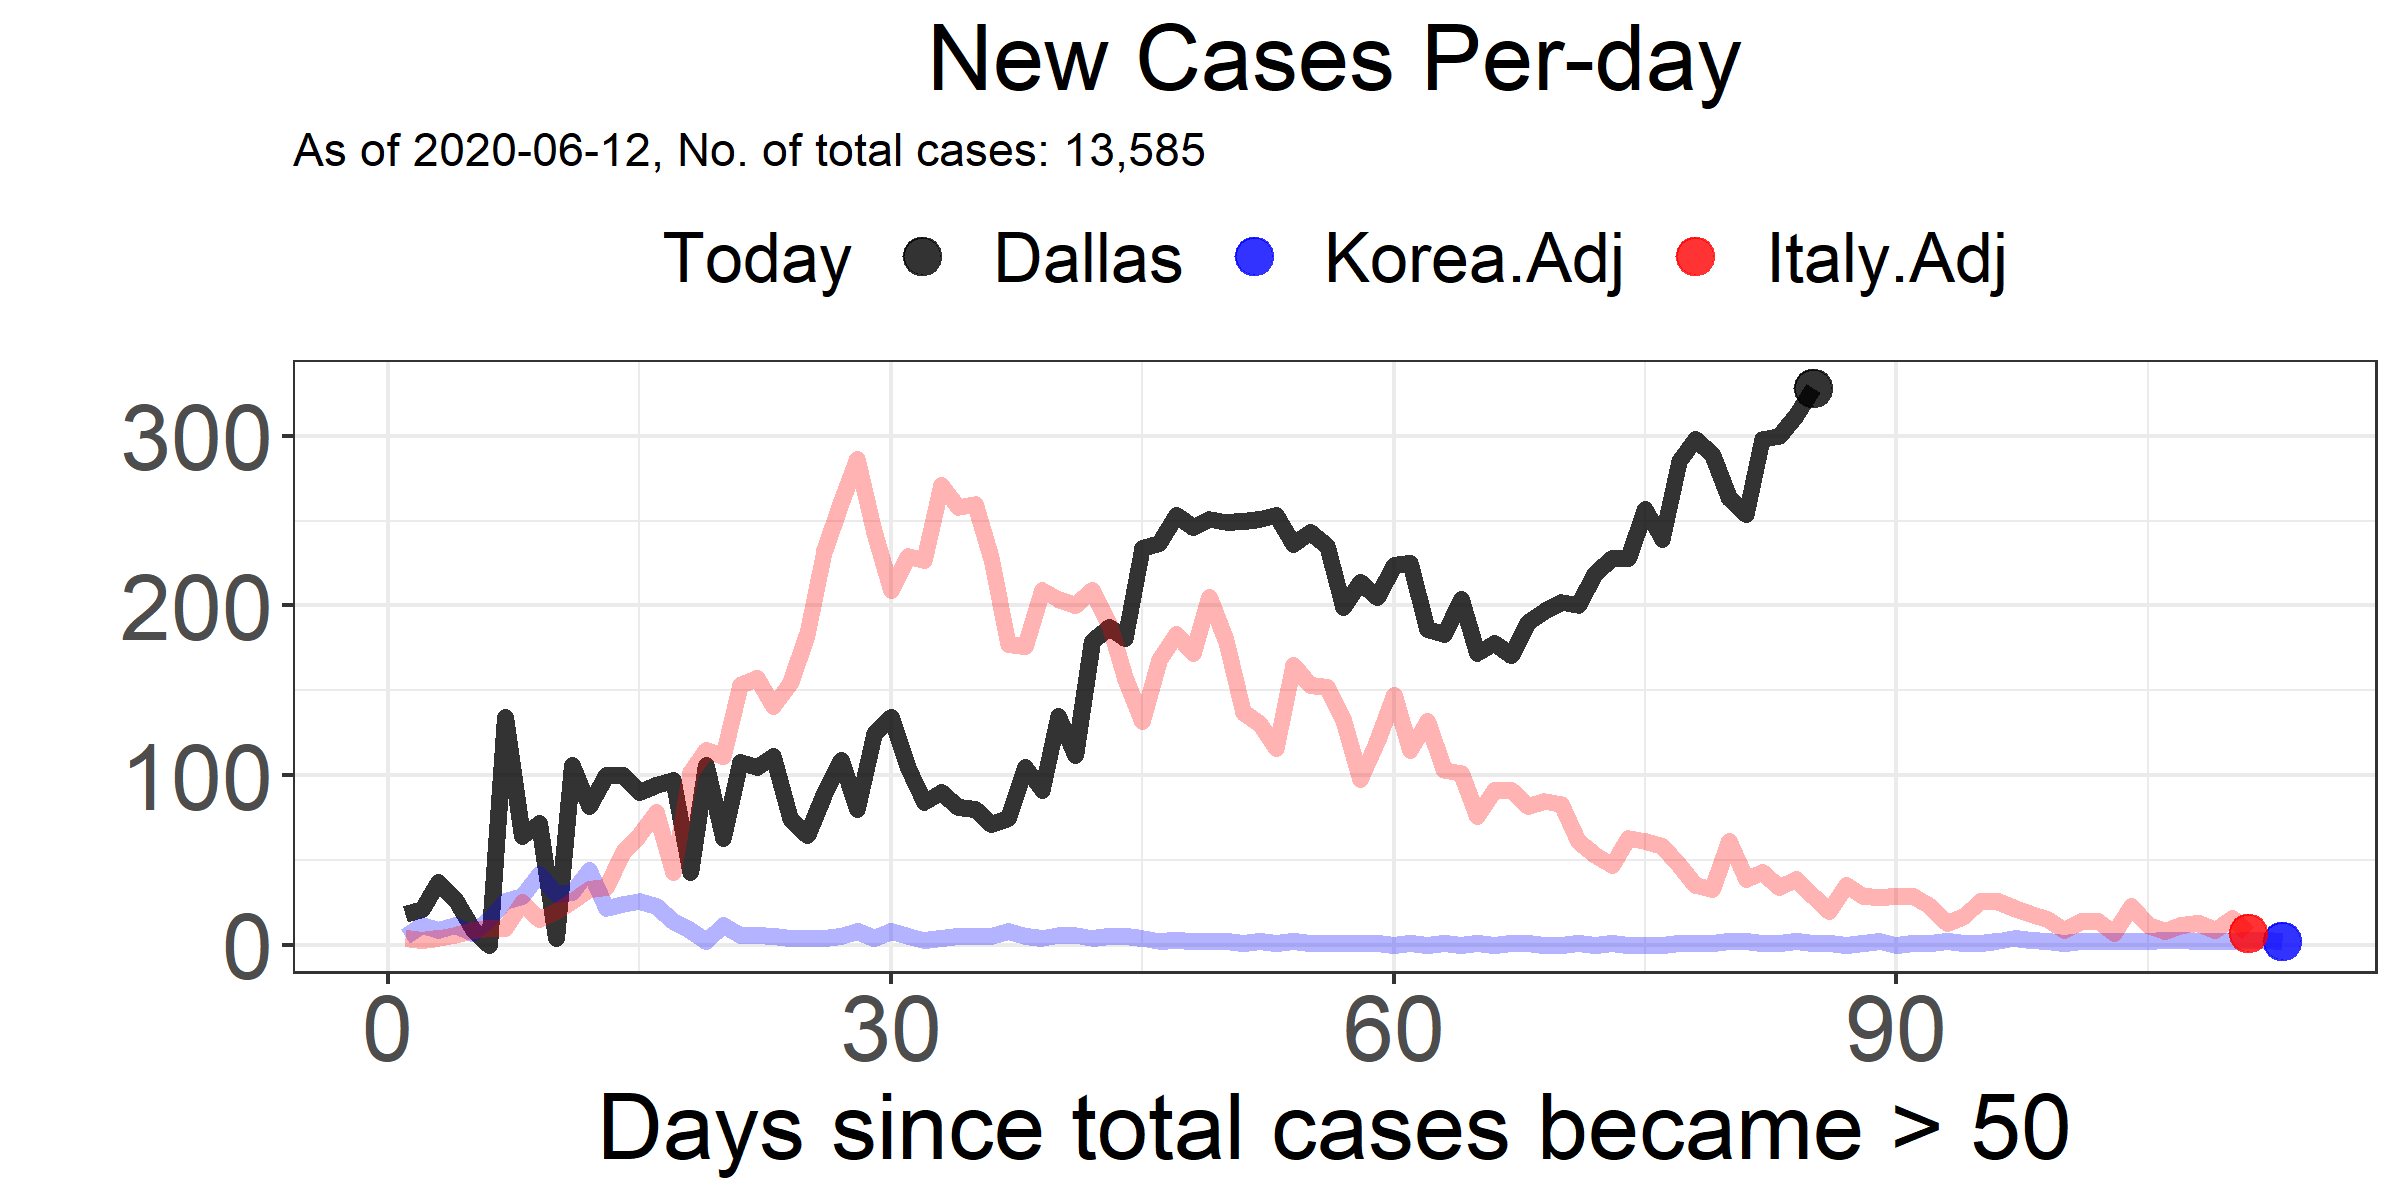 New Cases Per-day
As of 2020-06-12, No. of total cases: 13,585
Today Dallas Korea.Adj Italy.Adj
300
200
100
0
0 30 60 90
Days since total cases became > 50